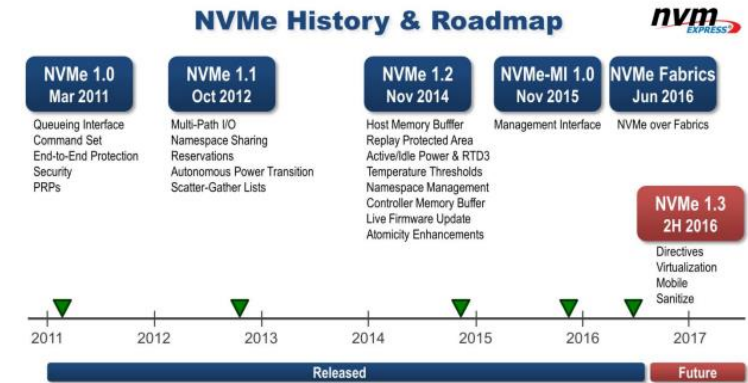 NVMe History & Roadmap
nvm
EXPRESS
NVMe 1.0
Mar 2011
Queueing Interface
Command Set
End-to-End Protection
Security
PRPs
NVMe 1.1
Oct 2012
Multi-Path I/O
Namespace Sharing
Reservations
Autonomous Power Transition
Scatter-Gather Lists
NVMe 1.2
Nov 2014
Host Memory Bufffer
Replay Protected Area
Active/Idle Power & RTD3
Temperature Thresholds
Namespace Management
Controller Memory Buffer
Live Firmware Update
Atomicity Enhancements
NVMe-MI 1.0
Nov 2015
Management Interface
NVMe Fabrics
Jun 2016
NVMe over Fabrics
NVMe 1.3
2H 2016
Directives
Virtualization
Mobile
Sanitize
2011 2012 2013 2014 2015 2016 2017
Released Future